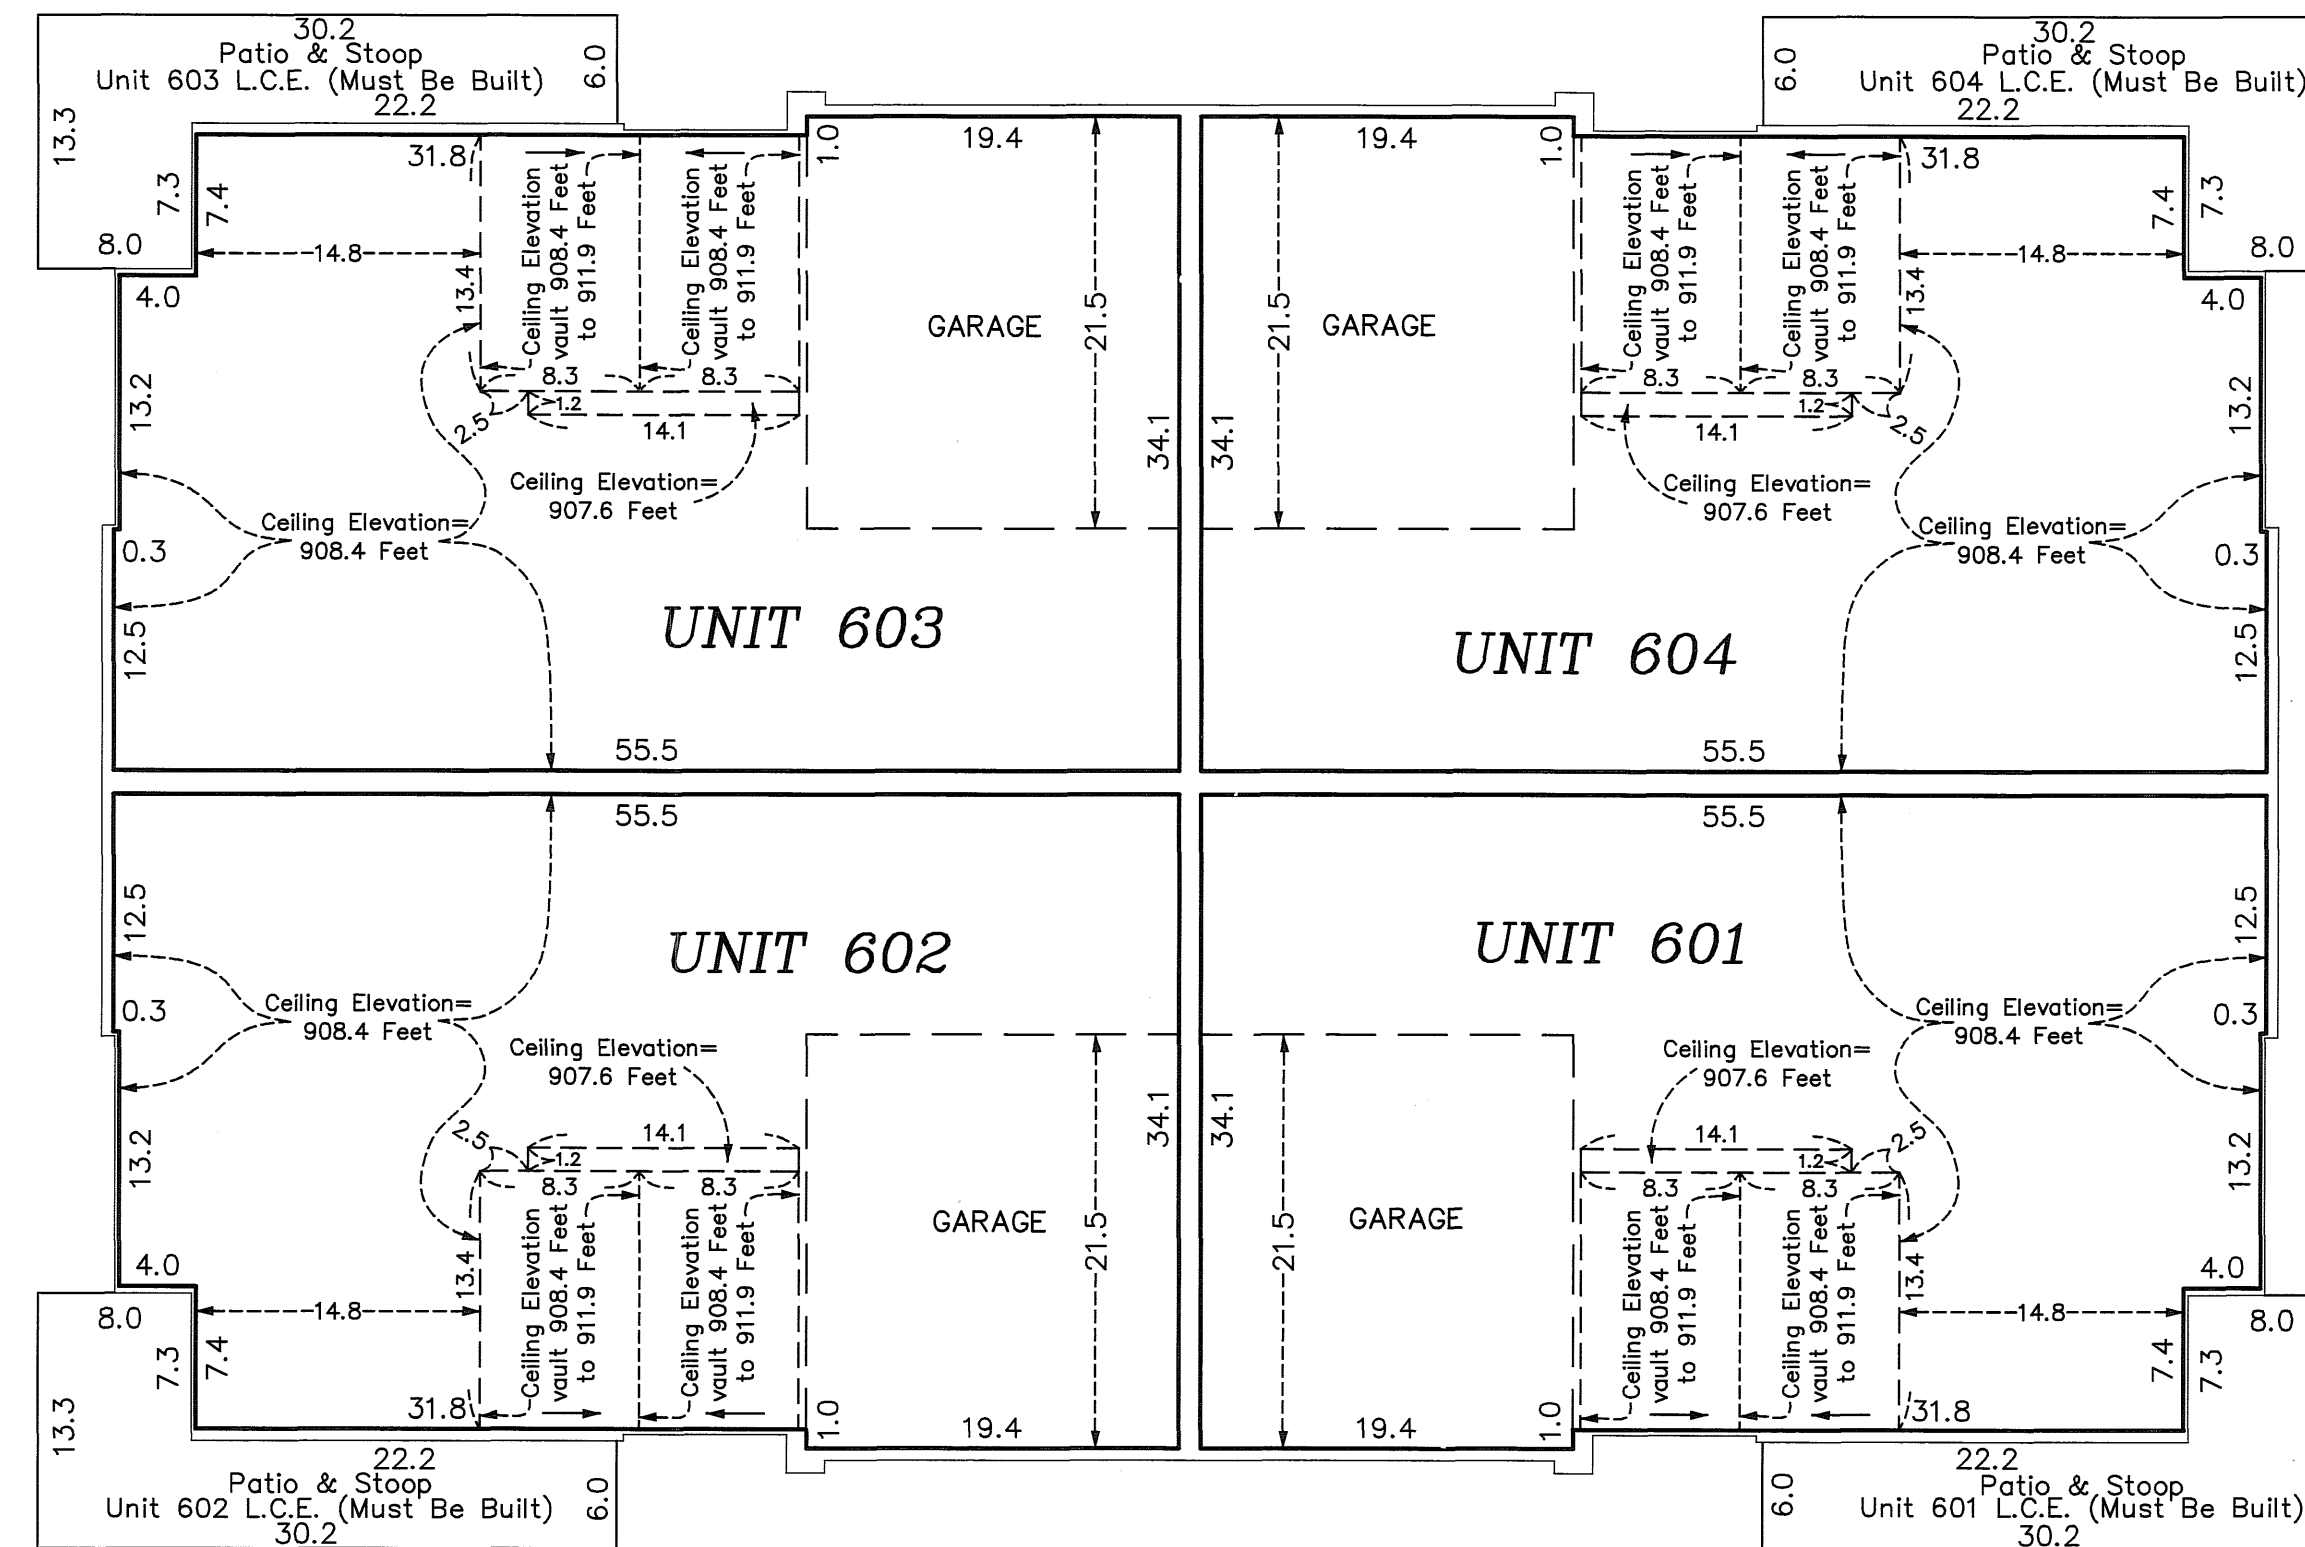 30.2
Patio & Stoop
Unit 603 L.C.E. (Must Be Built)
22.2
6.0
13.3
7.3
8.0
7.4
31.8
14.8
4.0
13.4
Ceiling Elevation
vault 908.4 Feet
to 911.9 Feet
Ceiling Elevation
vault 908.4 Feet
to 911.9 Feet
1.0
19.4
GARAGE
21.5
34.1
8.3
8.3
1.2
2.5
14.1
13.2
Ceiling Elevation=
907.6 Feet
Ceiling Elevation=
908.4 Feet
0.3
12.5
UNIT 603
55.5
30.2
Patio & Stoop
Unit 604 L.C.E. (Must Be Built)
22.2
6.0
19.4
1.0
GARAGE
21.5
34.1
Ceiling Elevation
vault 908.4 Feet
to 911.9 Feet
Ceiling Elevation
vault 908.4 Feet
to 911.9 Feet
31.8
7.4
7.3
8.0
14.8
4.0
13.4
8.3
8.3
1.2
2.5
14.1
13.2
Ceiling Elevation=
907.6 Feet
Ceiling Elevation=
908.4 Feet
0.3
12.5
UNIT 604
55.5
55.5
12.5
UNIT 602
0.3
Ceiling Elevation=
908.4 Feet
Ceiling Elevation=
907.6 Feet
2.5
14.1
1.2
8.3
8.3
13.2
13.4
Ceiling Elevation
vault 908.4 Feet
to 911.9 Feet
Ceiling Elevation
vault 908.4 Feet
to 911.9 Feet
GARAGE
21.5
34.1
4.0
8.0
14.8
7.3
7.4
31.8
1.0
19.4
13.3
22.2
Patio & Stoop
Unit 602 L.C.E. (Must Be Built)
30.2
6.0
55.5
12.5
UNIT 601
0.3
Ceiling Elevation=
908.4 Feet
Ceiling Elevation=
907.6 Feet
14.1
2.5
1.2
8.3
8.3
13.2
13.4
Ceiling Elevation
vault 908.4 Feet
to 911.9 Feet
Ceiling Elevation
vault 908.4 Feet
to 911.9 Feet
34.1
21.5
GARAGE
4.0
8.0
14.8
7.4
7.3
31.8
1.0
19.4
22.2
Patio & Stoop
Unit 601 L.C.E. (Must Be Built)
30.2
6.0